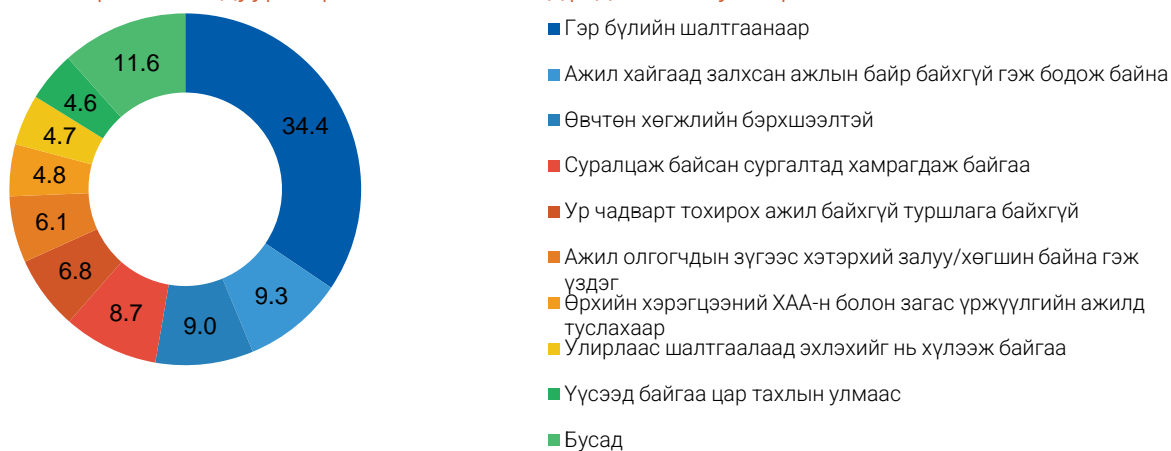 34.4
9.3
9.0
8.7
6.8
6.1
4.8
4.7
4.6
11.6
Гэр бүлийн шалтгаанаар
Ажил хайгаад залхсан ажлын байр байхгүй гэж бодож байна
Өвчтөн хөгжлийн бэрхшээлтэй
Суралцаж байсан сургалтад хамрагдаж байгаа
Ур чадварт тохирох ажил байхгүй туршлага байхгүй
Ажил олгогчдын зүгээс хэтэрхий залуу/хөгшин байна гэж
үздэг
Өрхийн хэрэгцээний ХАА-н болон загас үржүүлгийн ажилд
туслахаар
Улирлаас шалтгаалаад эхлэхийг нь хүлээж байгаа
Үүсээд байгаа цар тахлын улмаас
Бусад